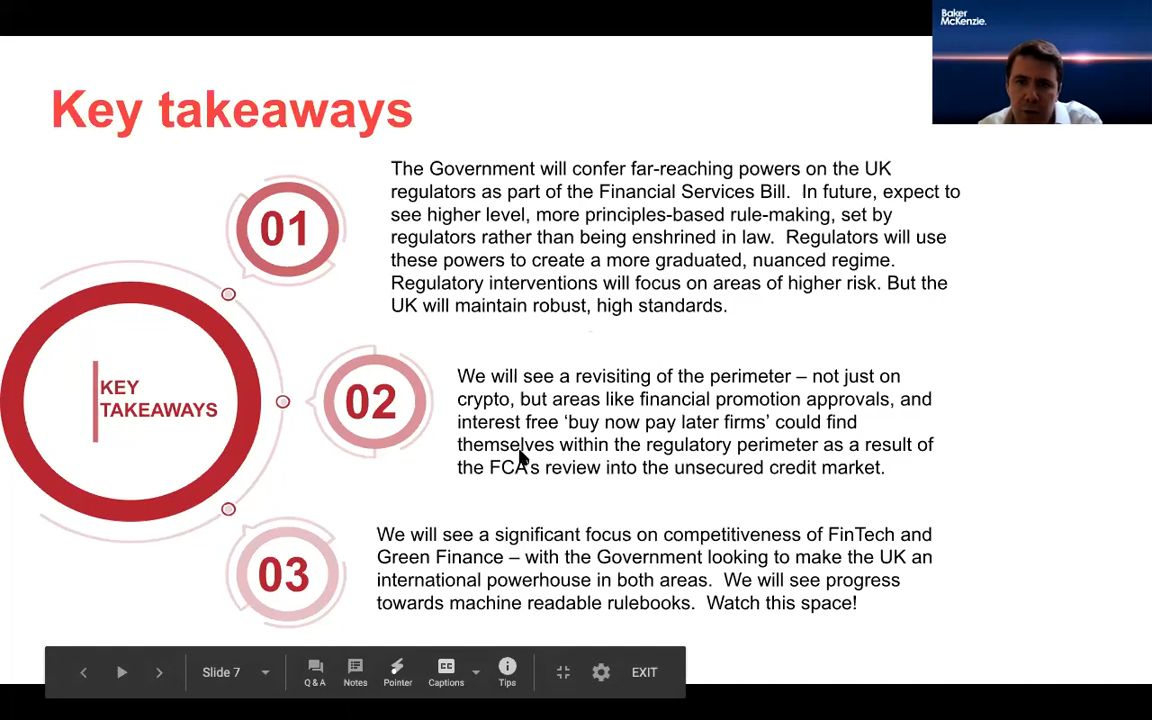 Baker
McKenzie.
Key takeaways
01
The Government will confer far-reaching powers on the UK
regulators as part of the Financial Services Bill.  In future, expect to
see higher level, more principles-based rule-making, set by
regulators rather than being enshrined in law.  Regulators will use
these powers to create a more graduated, nuanced regime.
Regulatory interventions will focus on areas of higher risk. But the
UK will maintain robust, high standards.
KEY
TAKEAWAYS
02
We will see a revisiting of the perimeter – not just on
crypto, but areas like financial promotion approvals, and
interest free ‘buy now pay later firms’ could find
themselves within the regulatory perimeter as a result of
the FCA's review into the unsecured credit market.
03
We will see a significant focus on competitiveness of FinTech and
Green Finance – with the Government looking to make the UK an
international powerhouse in both areas.  We will see progress
towards machine readable rulebooks.  Watch this space!
Slide 7
Q & A
Notes
Pointer
CC
Captions
Tips
EXIT